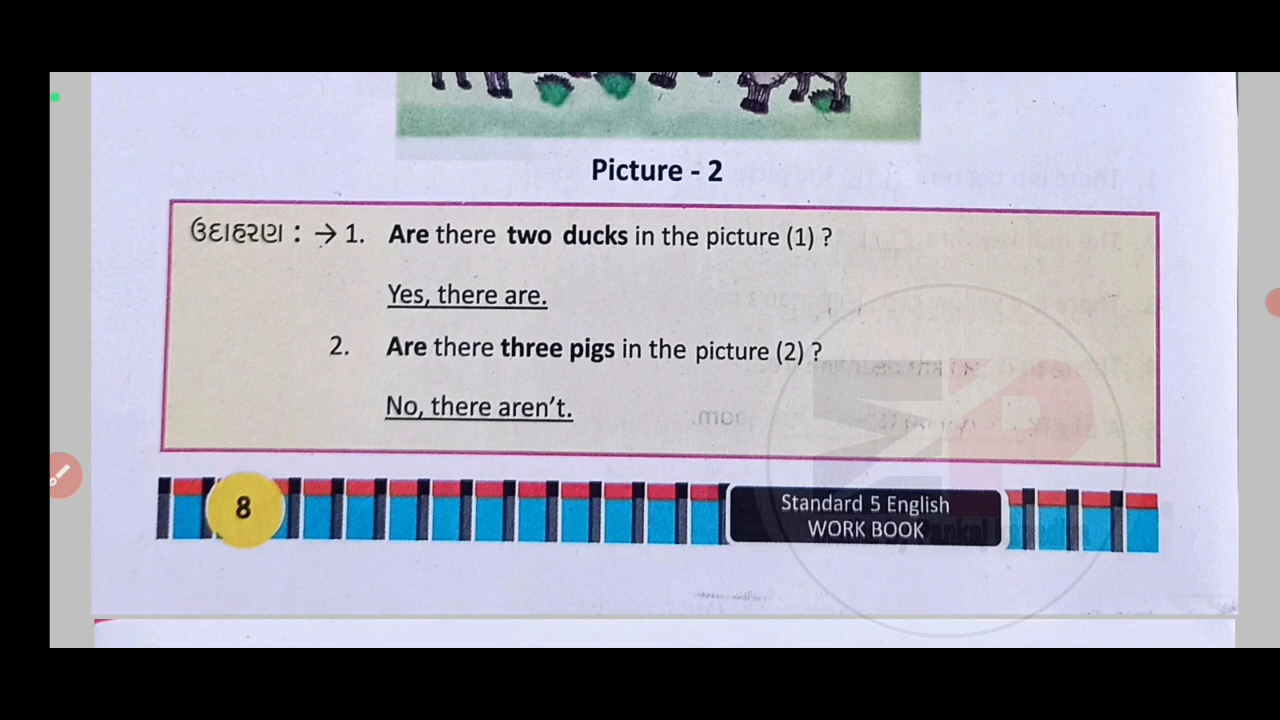 Picture - 2
ઉદાહરણ : → 1. Are there two ducks in the picture (1) ?
Yes, there are.
2. Are there three pigs in the picture (2) ?
No, there aren't.
8
Standard 5 English
WORK BOOK